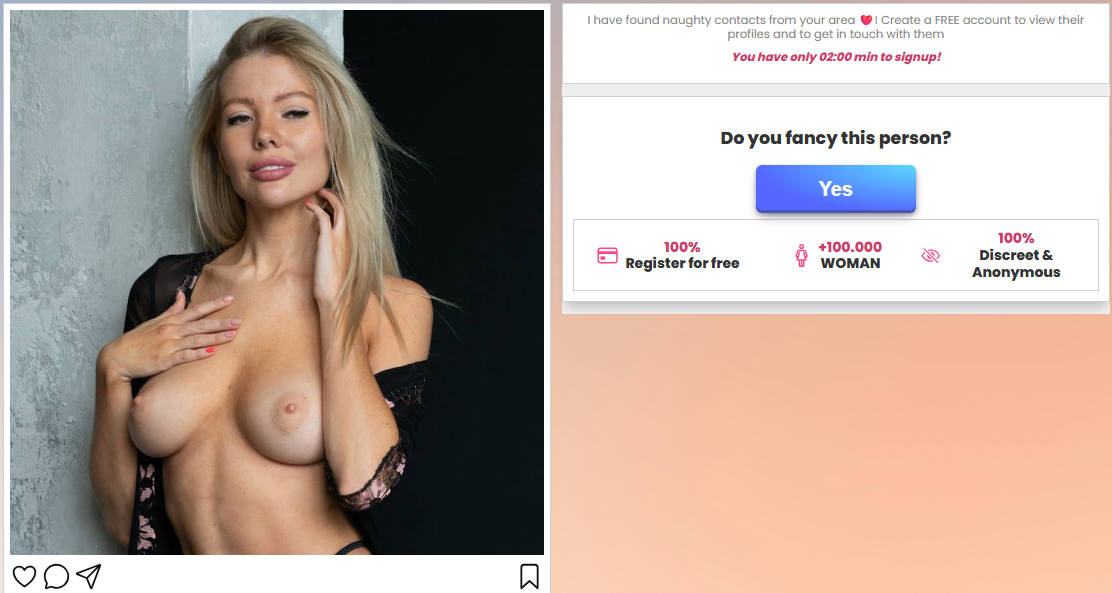 I have found naughty contacts from your area ❤️! Create a FREE account to view their
profiles and to get in touch with them
You have only 02:00 min to signup!
Do you fancy this person?
Yes
100%
Register for free
+100.000
WOMAN
100%
Discreet &
Anonymous